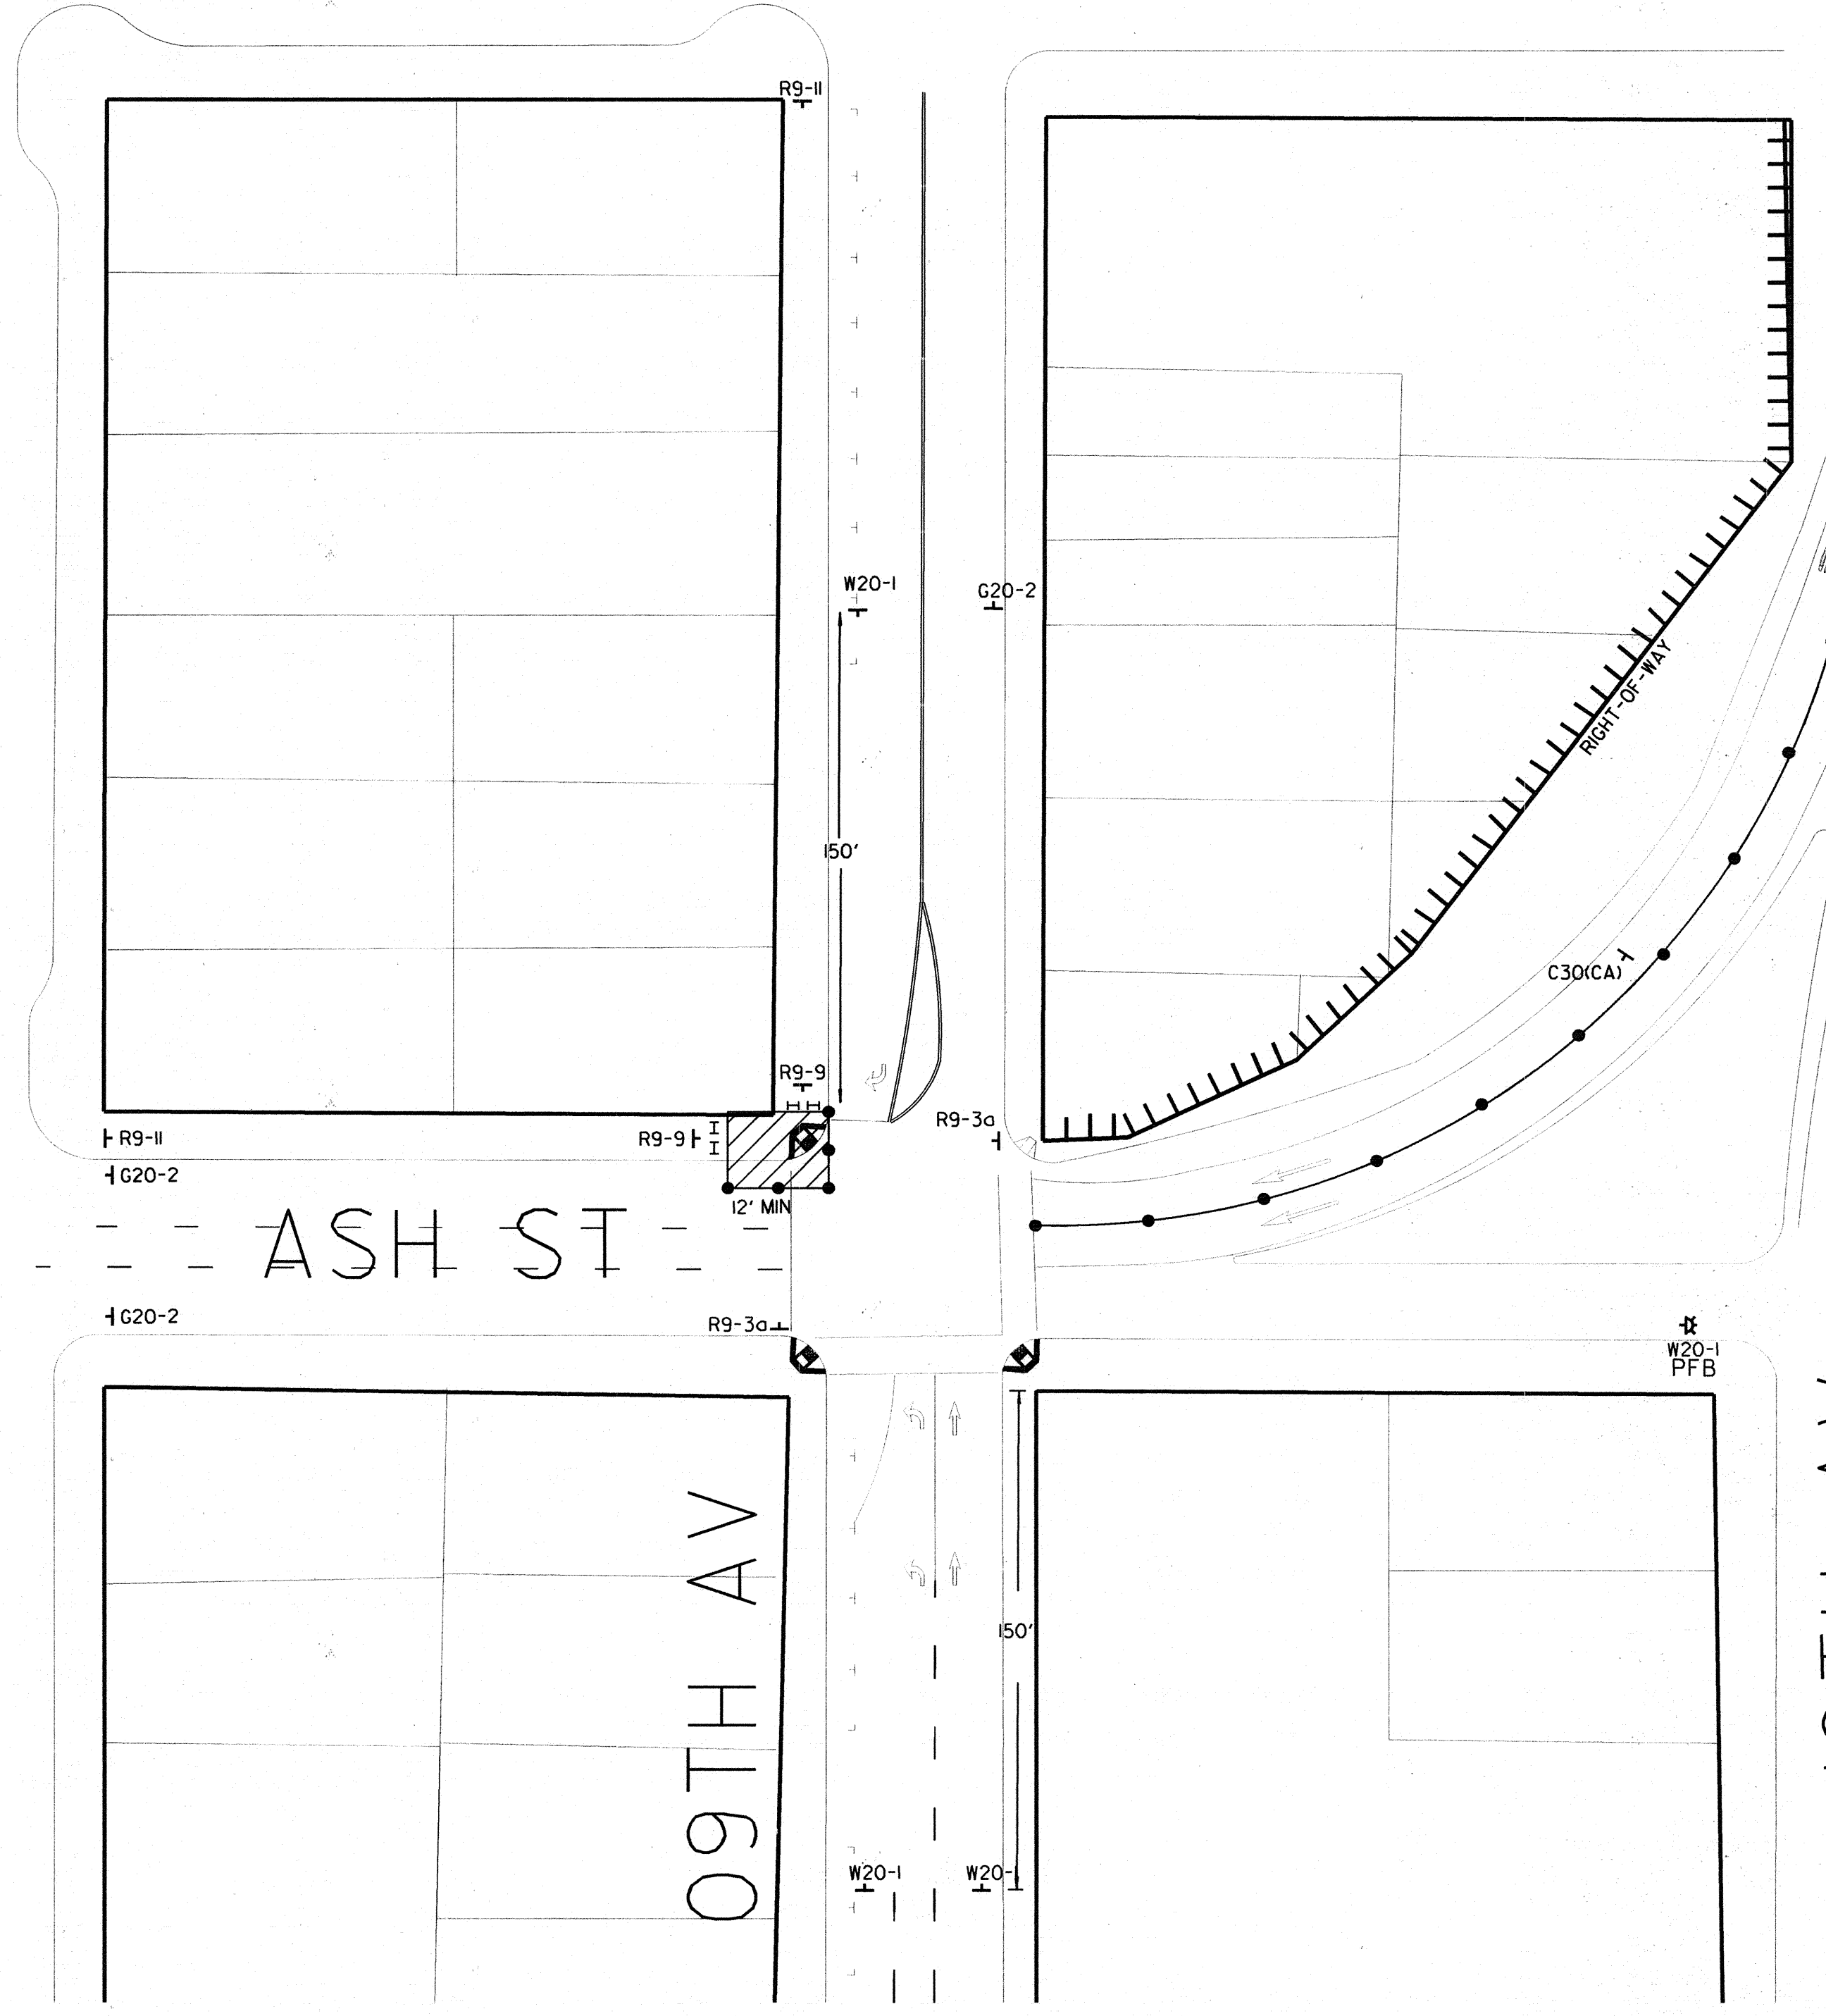 R9-11
W20-1
G20-2
RIGHT-OF-WAY
150'
C30(CA)
R9-9
R9-3a
R9-11
R9-9
G20-2
12' MIN
ASH ST
G20-2
R9-3a
W20-1
PFB
09TH AV
150'
W20-1
W20-1